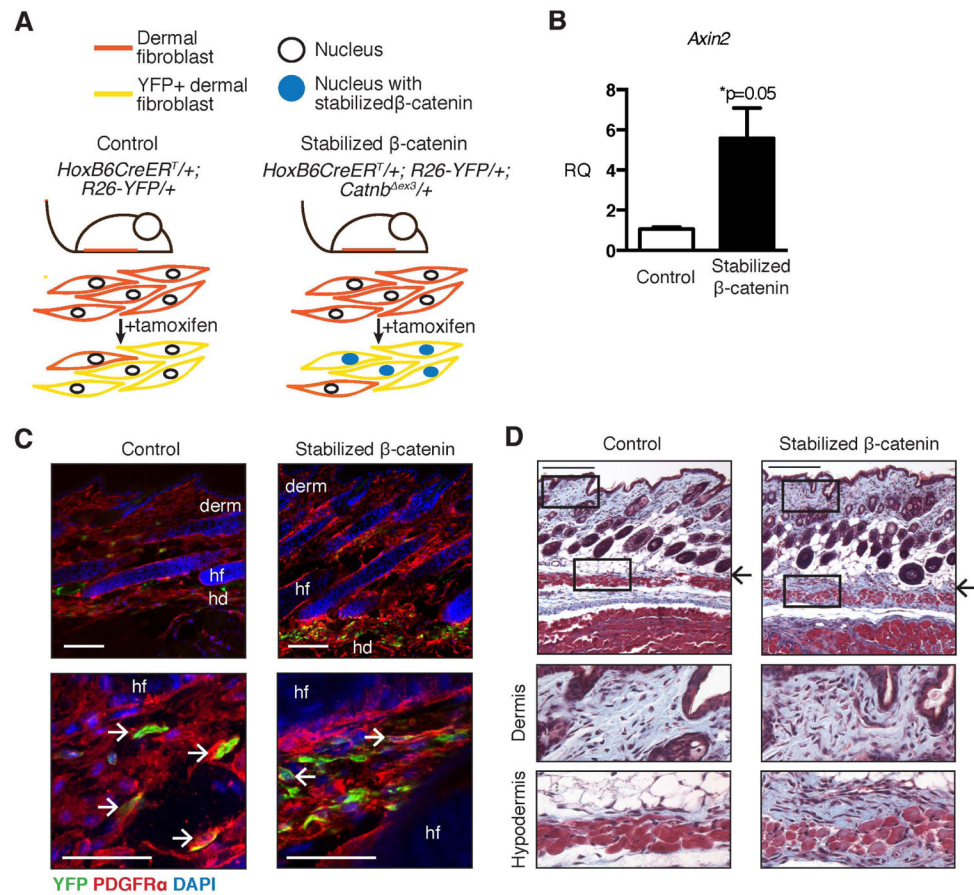 A
Dermal
fibroblast
YFP+ dermal
fibroblast
Nucleus
Nucleus with
stabilizedβ-catenin
Control
HoxB6CreERᵀ/+;
R26-YFP/+
Stabilized β-catenin
HoxB6CreERᵀ/+; R26-YFP/+;
Catnbᐃᵉˣ³/+
+tamoxifen
+tamoxifen
B
Axin2
*p=0.05
RQ
8
6
4
2
0
Control
Stabilized
β-catenin
C
Control
Stabilized β-catenin
derm
hf
hd
derm
hf
hd
hf
hf
hf
YFP PDGFRα DAPI
D
Control
Stabilized β-catenin
Dermis
Hypodermis